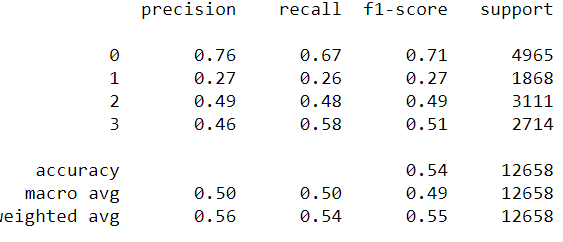 precision recall f1-score support
0 0.76 0.67 0.71 4965
1 0.27 0.26 0.27 1868
2 0.49 0.48 0.49 3111
3 0.46 0.58 0.51 2714
accuracy 0.54 12658
macro avg 0.50 0.50 0.49 12658
weighted avg 0.56 0.54 0.55 12658